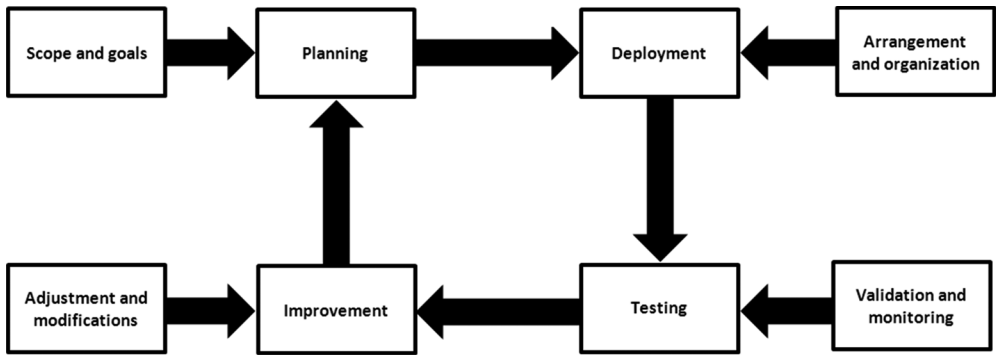 Scope and goals
Planning
Deployment
Arrangement
and organization
Adjustment and
modifications
Improvement
Testing
Validation and
monitoring